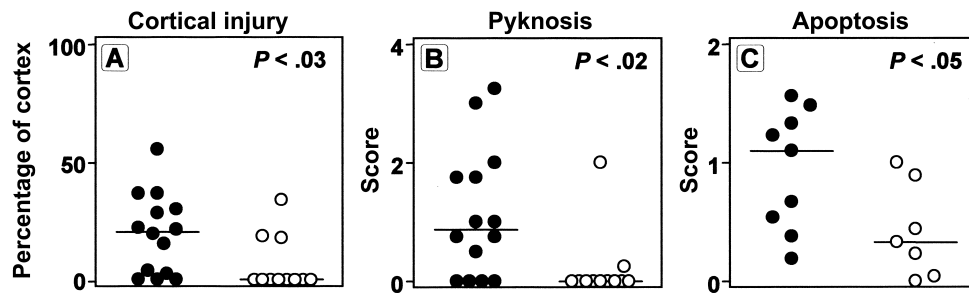 Cortical injury
Percentage of cortex
100
50
0
A
P < .03
Pyknosis
Score
4
2
0
B
P < .02
Apoptosis
Score
2
1
0
C
P < .05